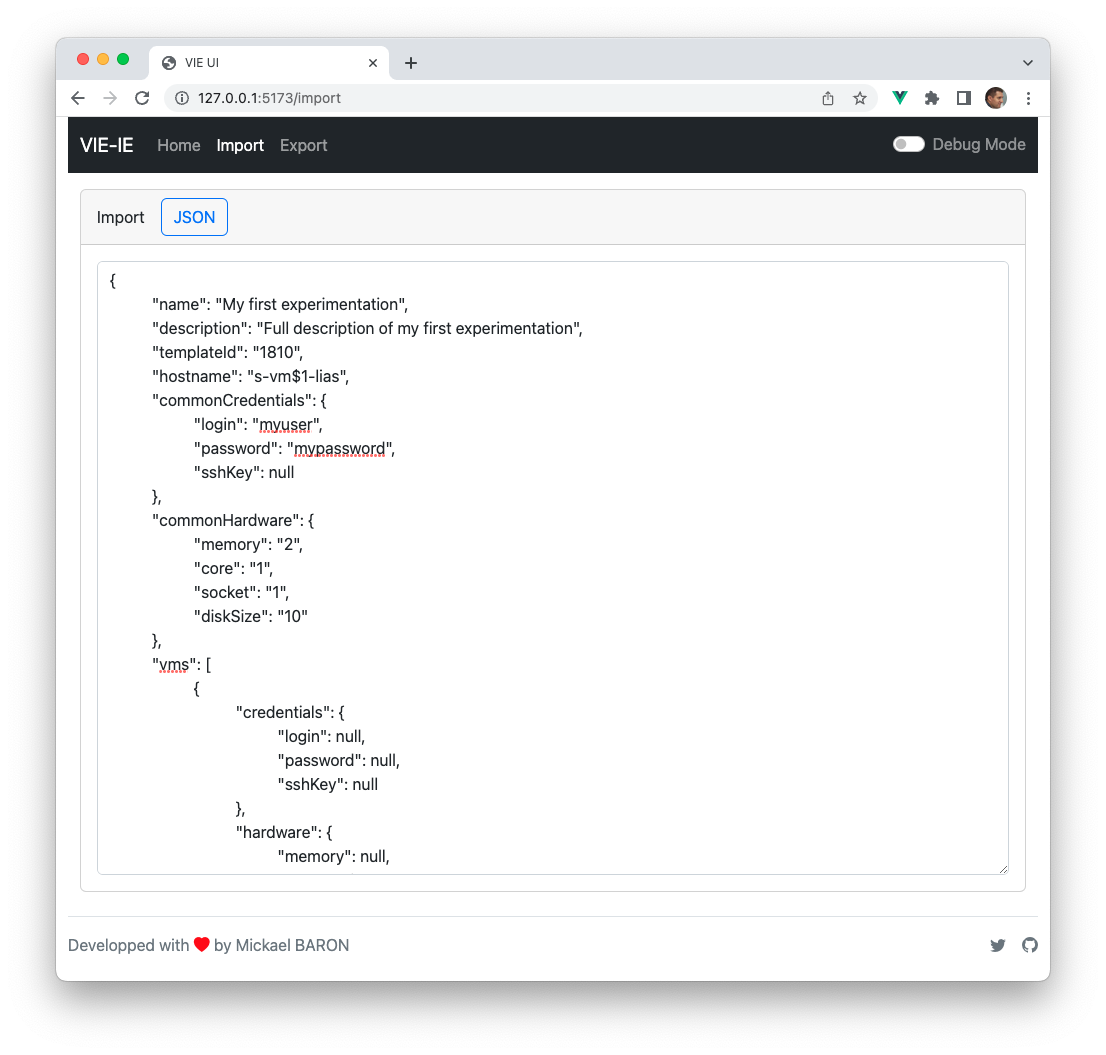 VIE UI
127.0.0.1:5173/import
VIE-IE Home Import Export Debug Mode
Import JSON
{
"name": "My first experimentation",
"description": "Full description of my first experimentation",
"templateId": "1810",
"hostname": "s-vm$1-lias",
"commonCredentials": {
"login": "myuser",
"password": "mypassword",
"sshKey": null
},
"commonHardware": {
"memory": "2",
"core": "1",
"socket": "1",
"diskSize": "10"
},
"vms": [
{
"credentials": {
"login": null,
"password": null,
"sshKey": null
},
"hardware": {
"memory": null,
Developped with ❤ by Mickael BARON